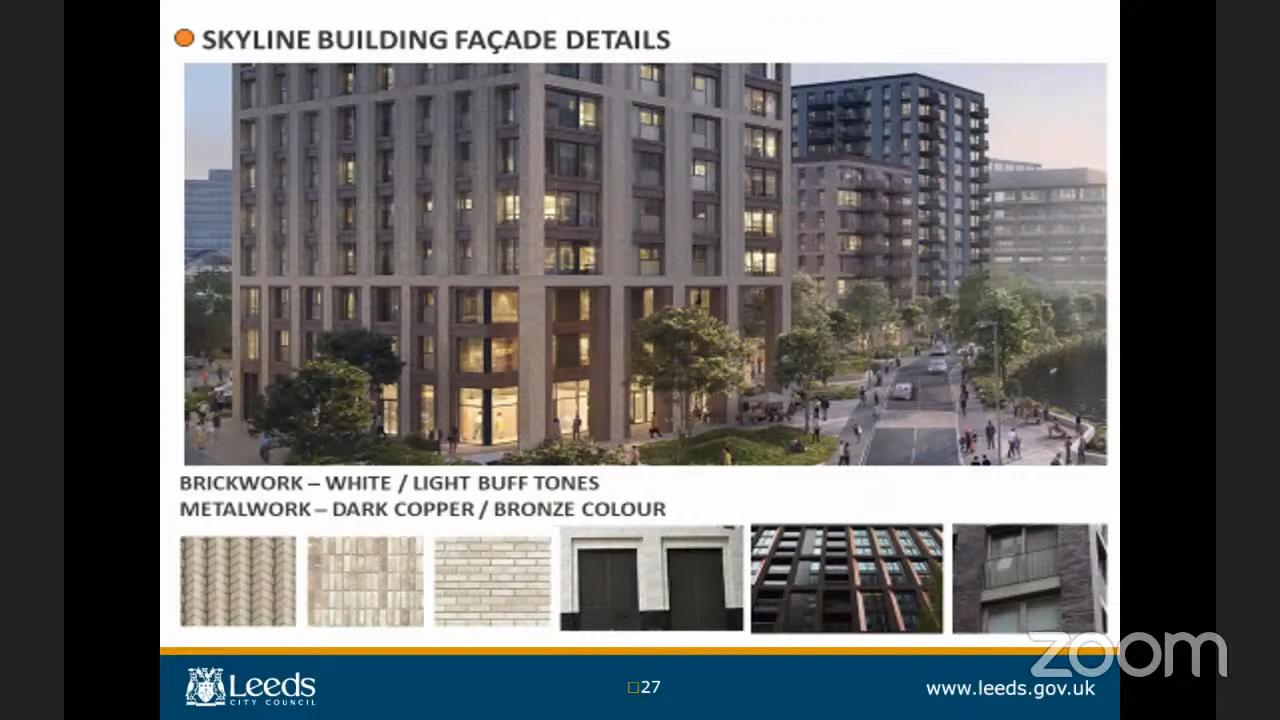 SKYLINE BUILDING FAÇADE DETAILS
BRICKWORK – WHITE / LIGHT BUFF TONES
METALWORK – DARK COPPER / BRONZE COLOUR
zoom
Leeds
CITY COUNCIL
27
www.leeds.gov.uk